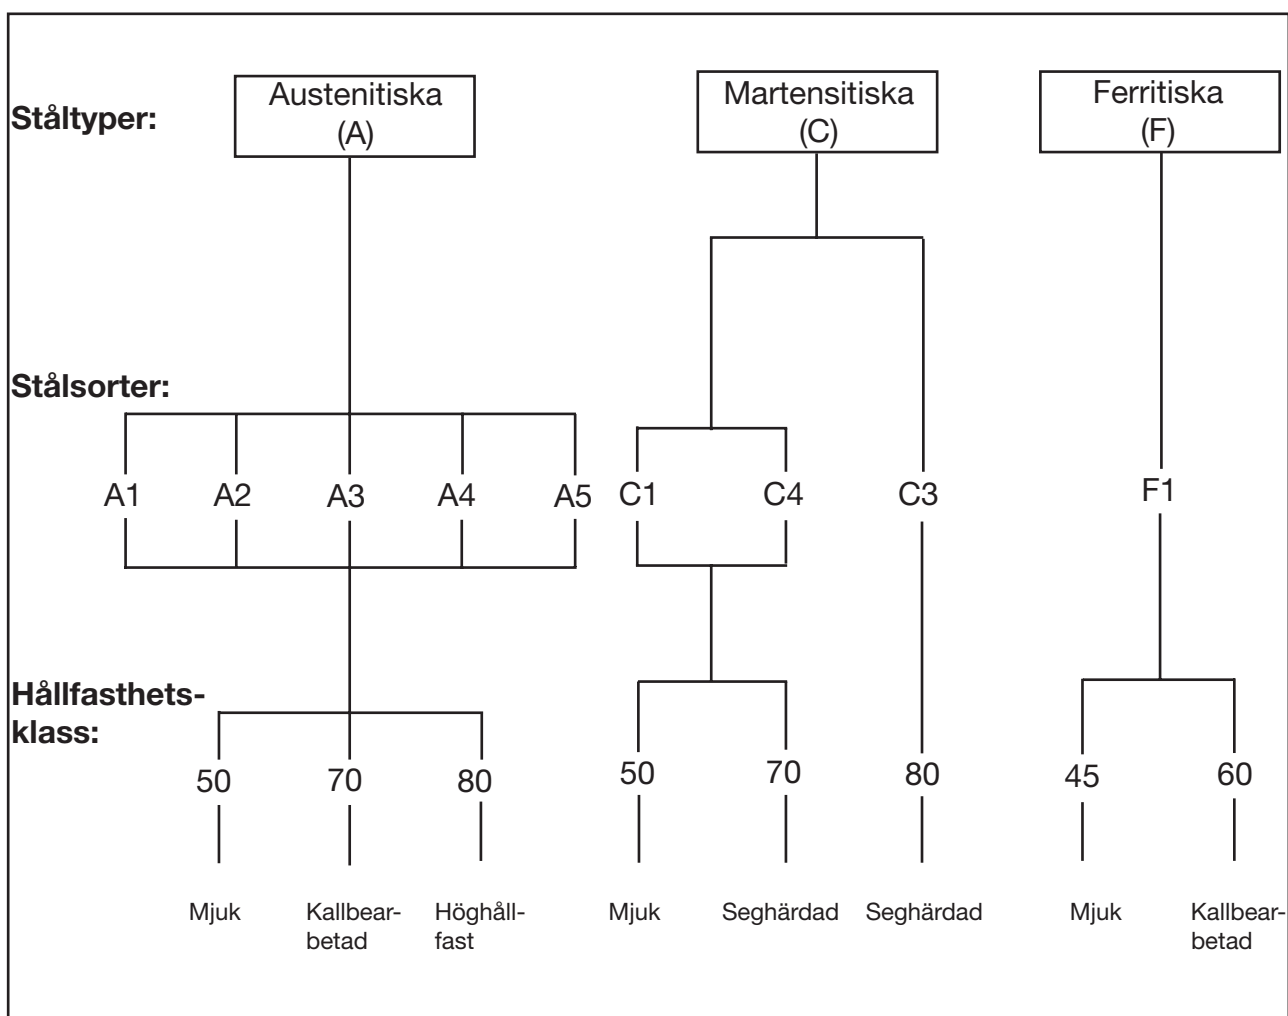 Ståltyper:
Austenitiska
(A)
Martensitiska
(C)
Ferritiska
(F)
Stålsorter:
A1 A2 A3 A4 A5 C1 C4 C3 F1
Hållfasthets-
klass:
50 70 80 50 70 80 45 60
Mjuk
Kallbear-
betad
Höghåll-
fast
Mjuk
Seghärdad
Seghärdad
Mjuk
Kallbear-
betad